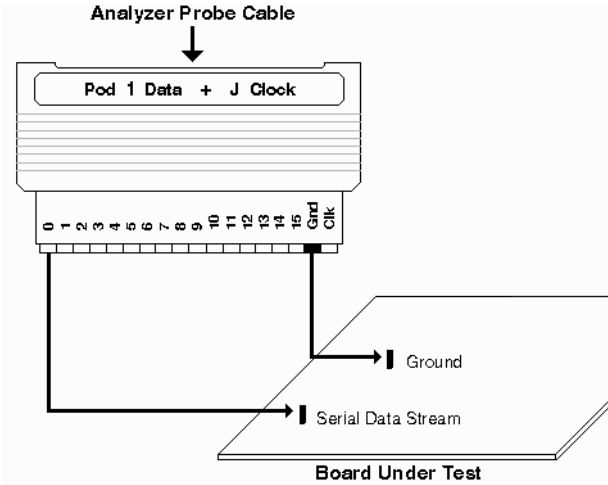 Analyzer Probe Cable
Pod 1 Data + J Clock
0 1 2 3 4 5 6 7 8 9 10 11 12 13 14 15 Gnd Clk
Ground
Serial Data Stream
Board Under Test